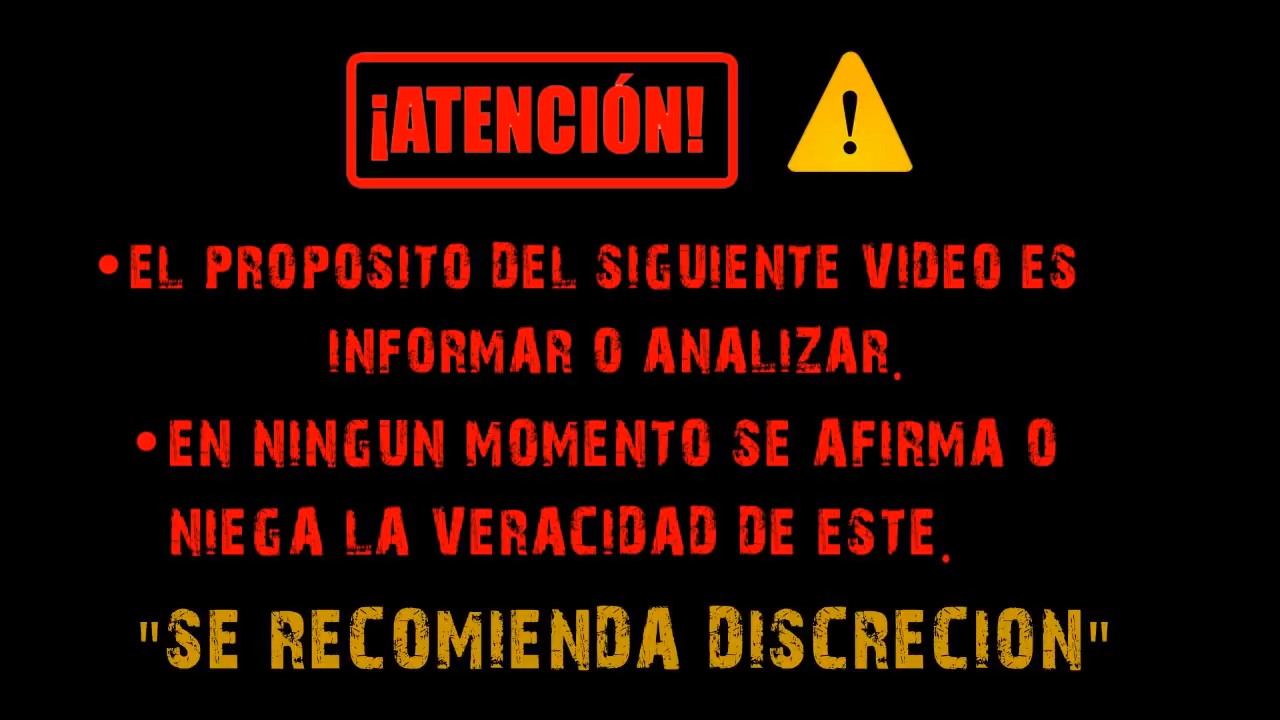 ¡ATENCIÓN!
•EL PROPOSITO DEL SIGUIENTE VIDEO ES
INFORMAR O ANALIZAR.
•EN NINGUN MOMENTO SE AFIRMA O
NIEGA LA VERACIDAD DE ESTE.
"SE RECOMIENDA DISCRECION"